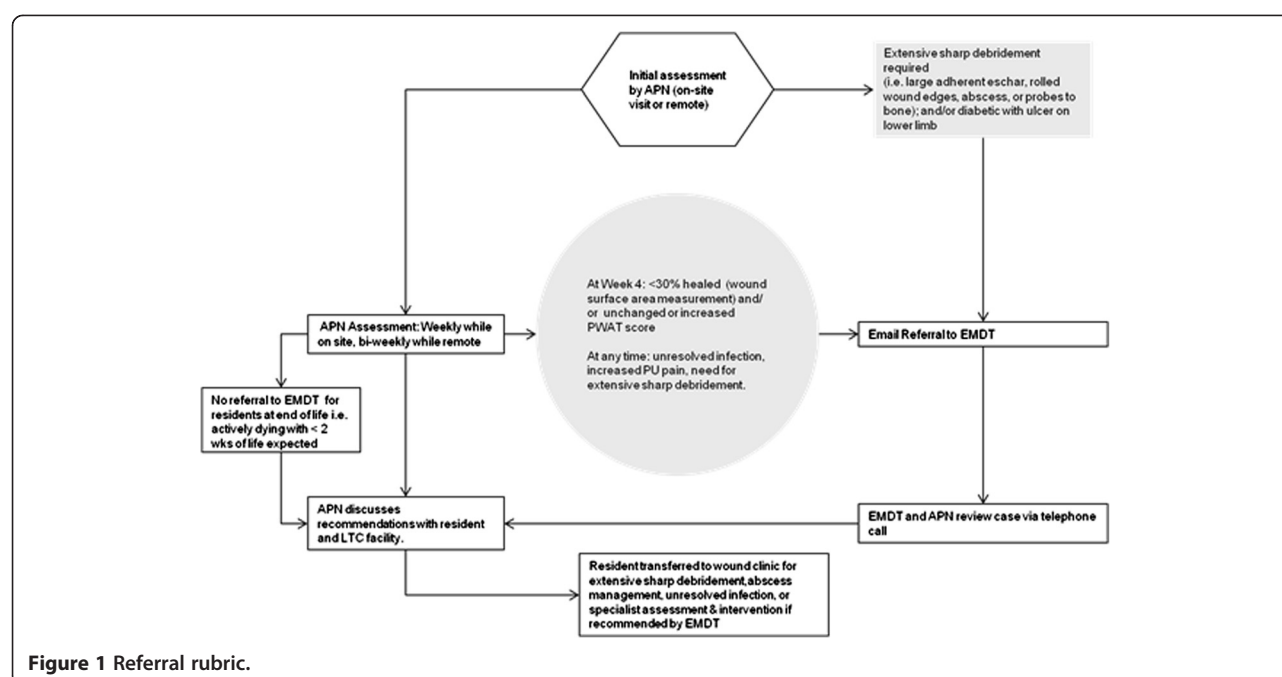 Initial assessment
by APN (on-site
visit or remote)
Extensive sharp debridement
required
(i.e. large adherent eschar, rolled
wound edges, abscess, or probes to
bone); and/or diabetic with ulcer on
lower limb
At Week 4: <30% healed (wound
surface area measurement) and/
or unchanged or increased
PWAT score
At any time: unresolved infection,
increased PU pain, need for
extensive sharp debridement.
APN Assessment: Weekly while
on site, bi-weekly while remote
Email Referral to EMDT
No referral to EMDT for
residents at end of life i.e.
actively dying with < 2
wks of life expected
APN discusses
recommendations with resident
and LTC facility.
EMDT and APN review case via telephone
call
Resident transferred to wound clinic for
extensive sharp debridement, abscess
management, unresolved infection, or
specialist assessment & intervention if
recommended by EMDT
Figure 1 Referral rubric.